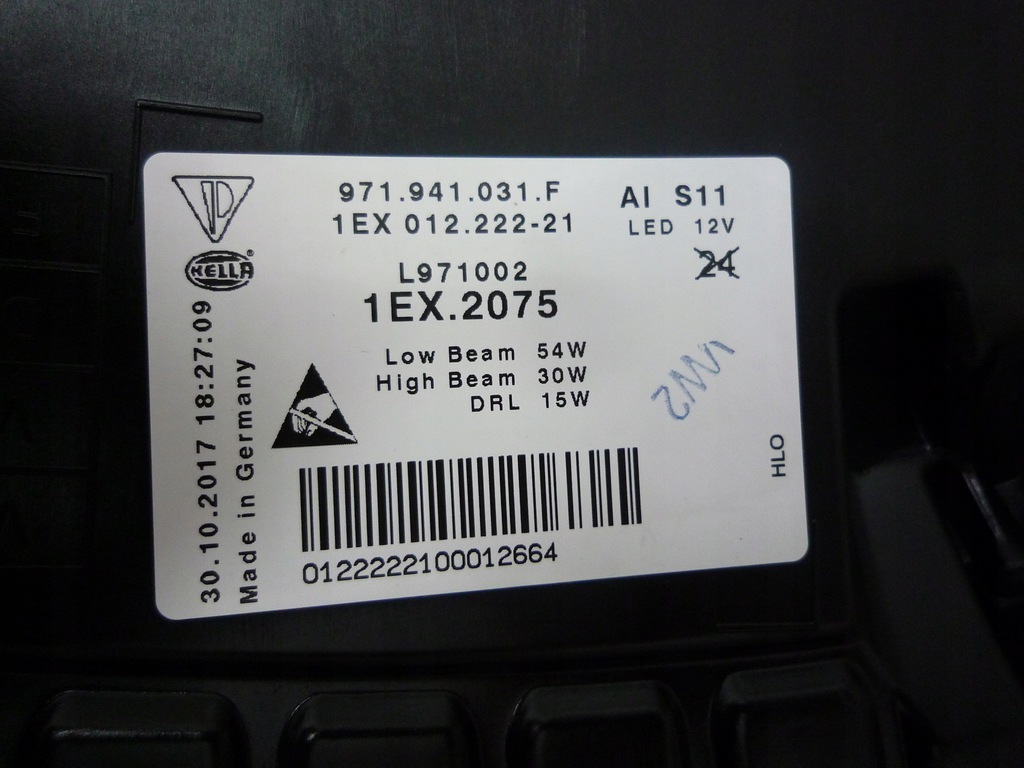 971.941.031.F
1EX 012.222-21
AI S11
LED 12V
24
HELLA®
L971002
1EX.2075
Low Beam 54W
High Beam 30W
DRL 15W
30.10.2017 18:27:09
Made in Germany
HLO
0122222100012664